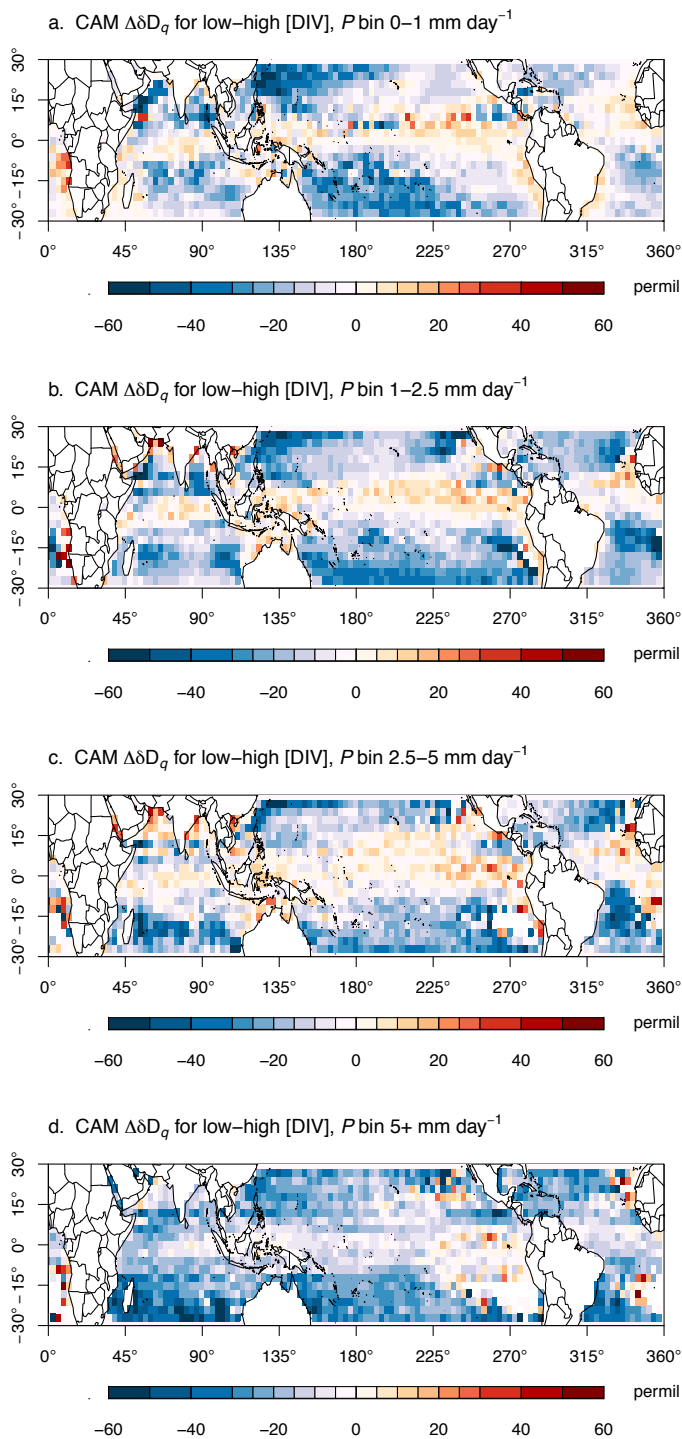 a. CAM ΔδD_q for low−high [DIV], P bin 0−1 mm day⁻¹
30°
15°
0°
−15°
−30°
0° 45° 90° 135° 180° 225° 270° 315° 360°
permil
−60 −40 −20 0 20 40 60
b. CAM ΔδD_q for low−high [DIV], P bin 1−2.5 mm day⁻¹
30°
15°
0°
−15°
−30°
0° 45° 90° 135° 180° 225° 270° 315° 360°
permil
−60 −40 −20 0 20 40 60
c. CAM ΔδD_q for low−high [DIV], P bin 2.5−5 mm day⁻¹
30°
15°
0°
−15°
−30°
0° 45° 90° 135° 180° 225° 270° 315° 360°
permil
−60 −40 −20 0 20 40 60
d. CAM ΔδD_q for low−high [DIV], P bin 5+ mm day⁻¹
30°
15°
0°
−15°
−30°
0° 45° 90° 135° 180° 225° 270° 315° 360°
permil
−60 −40 −20 0 20 40 60